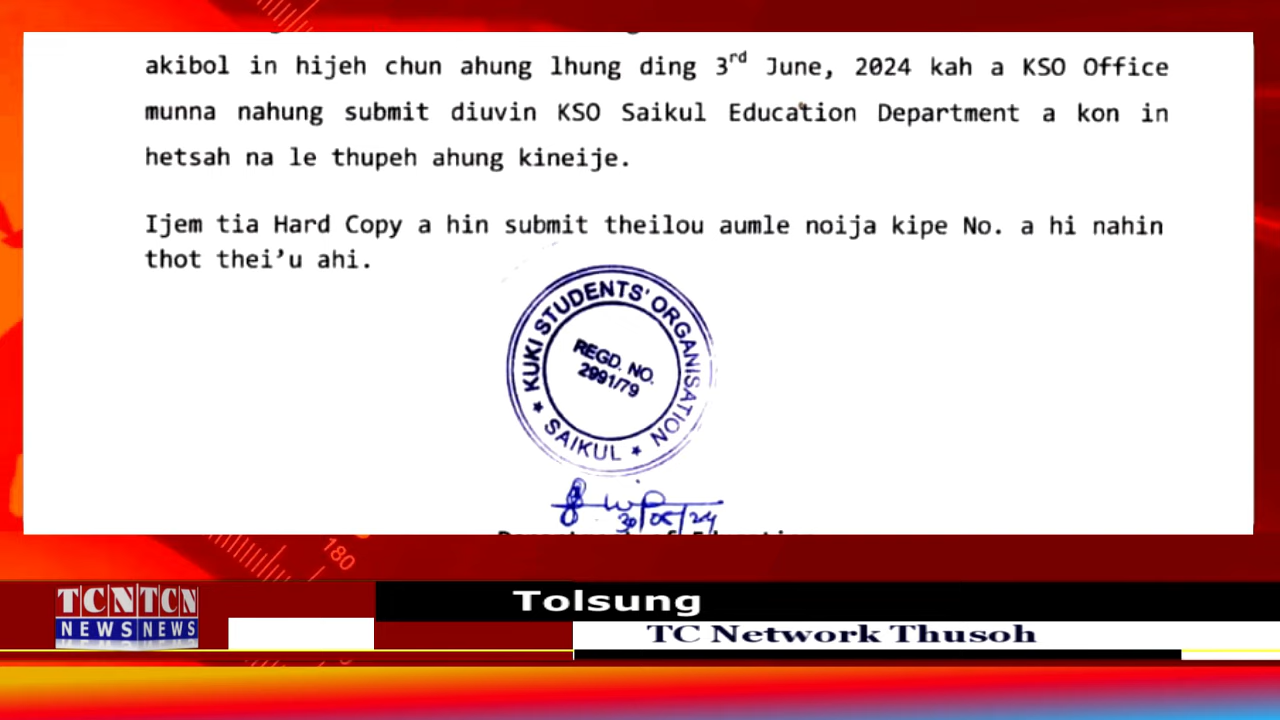 akibol in hijeh chun ahung lhung ding 3rd June, 2024 kah a KSO Office
munna nahung submit diuvin KSO Saikul Education Department a kon in
hetsah na le thupeh ahung kineije.
Ijem tia Hard Copy a hin submit theilou aumle noija kipe No. a hi nahin
thot thei’u ahi.
KUKI STUDENTS' ORGANISATION
REGD. NO.
2991/79
★ SAIKUL ★
30/05/24
180
TCN TCN
NEWS NEWS
Tolsung
TC Network Thusoh